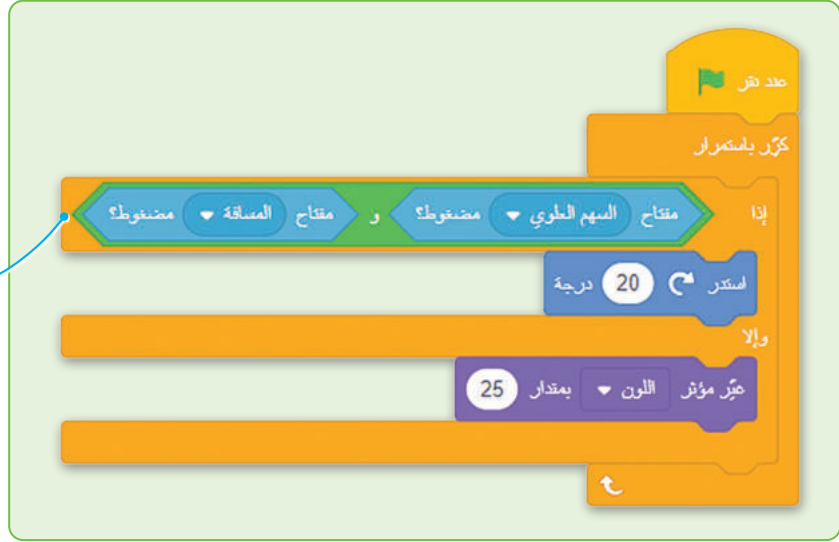 عند نقر
كرّر باستمرار
إذا مفتاح السهم العلوي مضغوط؟ و مفتاح المسافة مضغوط؟
استدر 20 درجة
وإلا
غيّر مؤثر اللون بمقدار 25